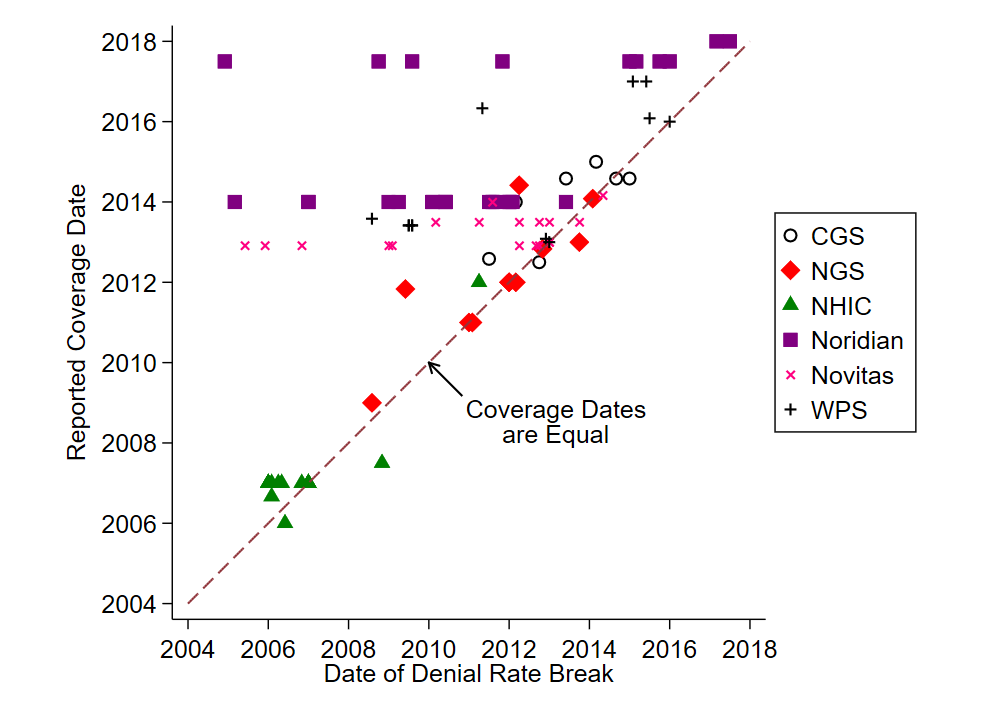 Reported Coverage Date
2018
2016
2014
2012
2010
2008
2006
2004
Coverage Dates
are Equal
2004 2006 2008 2010 2012 2014 2016 2018
Date of Denial Rate Break
CGS
NGS
NHIC
Noridian
Novitas
WPS